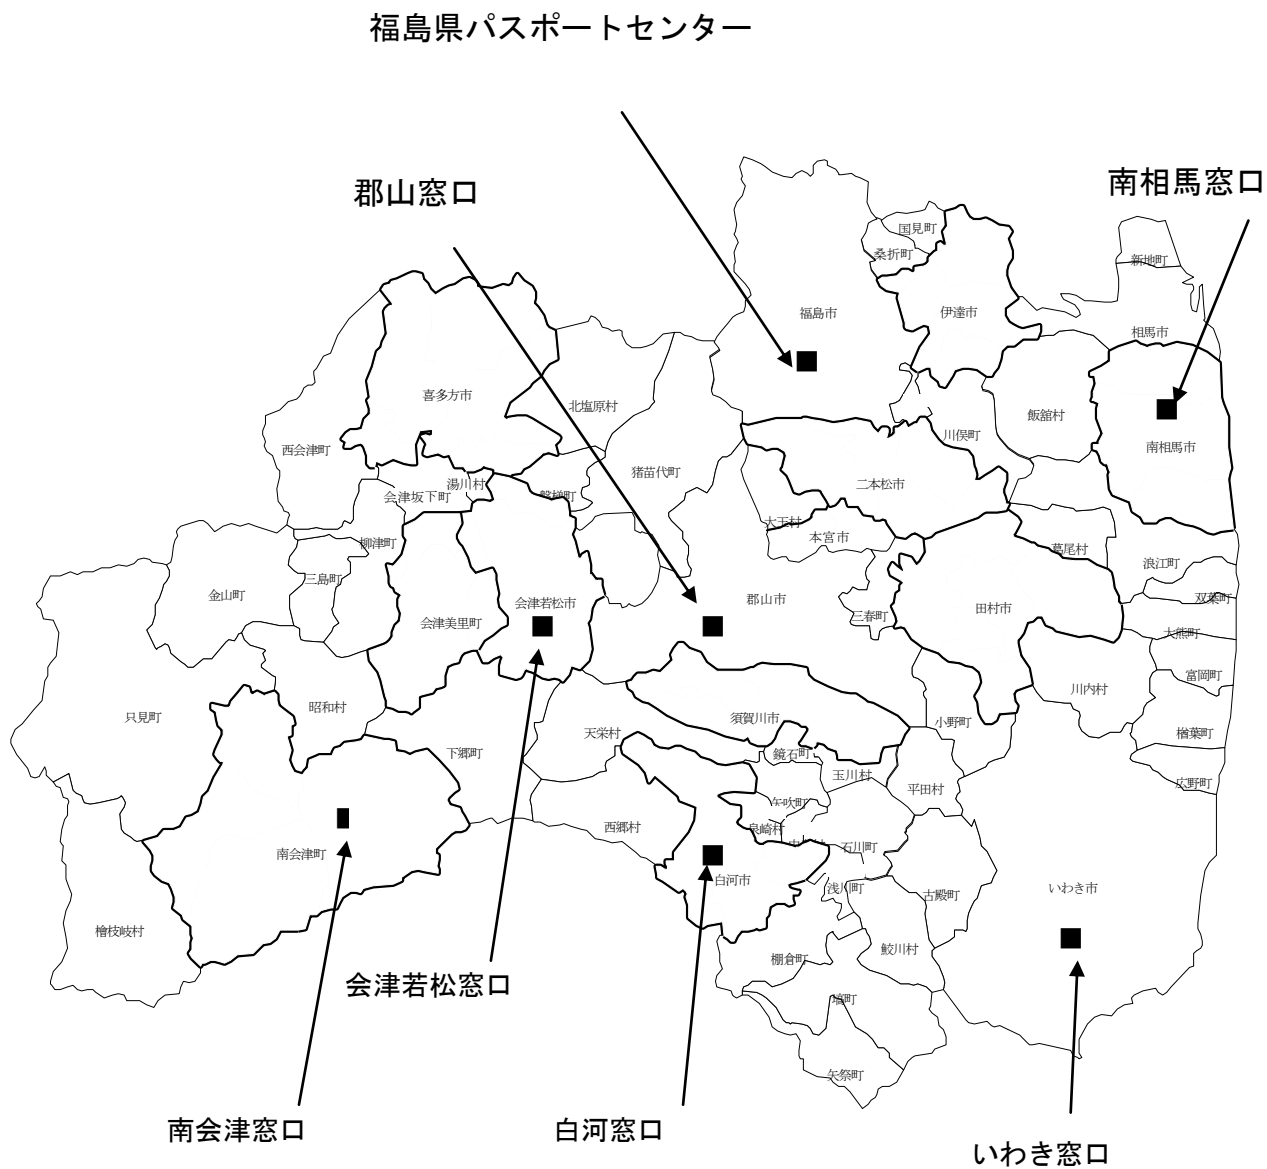 福島県パスポートセンター
郡山窓口
南相馬窓口
国見町
桑折町
新地町
福島市
伊達市
相馬市
喜多方市
北塩原村
飯舘村
川俣町
南相馬市
西会津町
猪苗代町
湯川村
二本松市
会津坂下町
磐梯町
大玉村
本宮市
柳津町
葛尾村
浪江町
三島町
金山町
双葉町
会津若松市
郡山市
田村市
三春町
会津美里町
大熊町
富岡町
川内村
昭和村
只見町
須賀川市
小野町
天栄村
楢葉町
下郷町
鏡石町
玉川村
広野町
平田村
矢吹町
西郷村
泉崎村
石川町
南会津町
白河市
浅川町
いわき市
古殿町
檜枝岐村
鮫川村
棚倉町
会津若松窓口
塙町
矢祭町
南会津窓口
白河窓口
いわき窓口